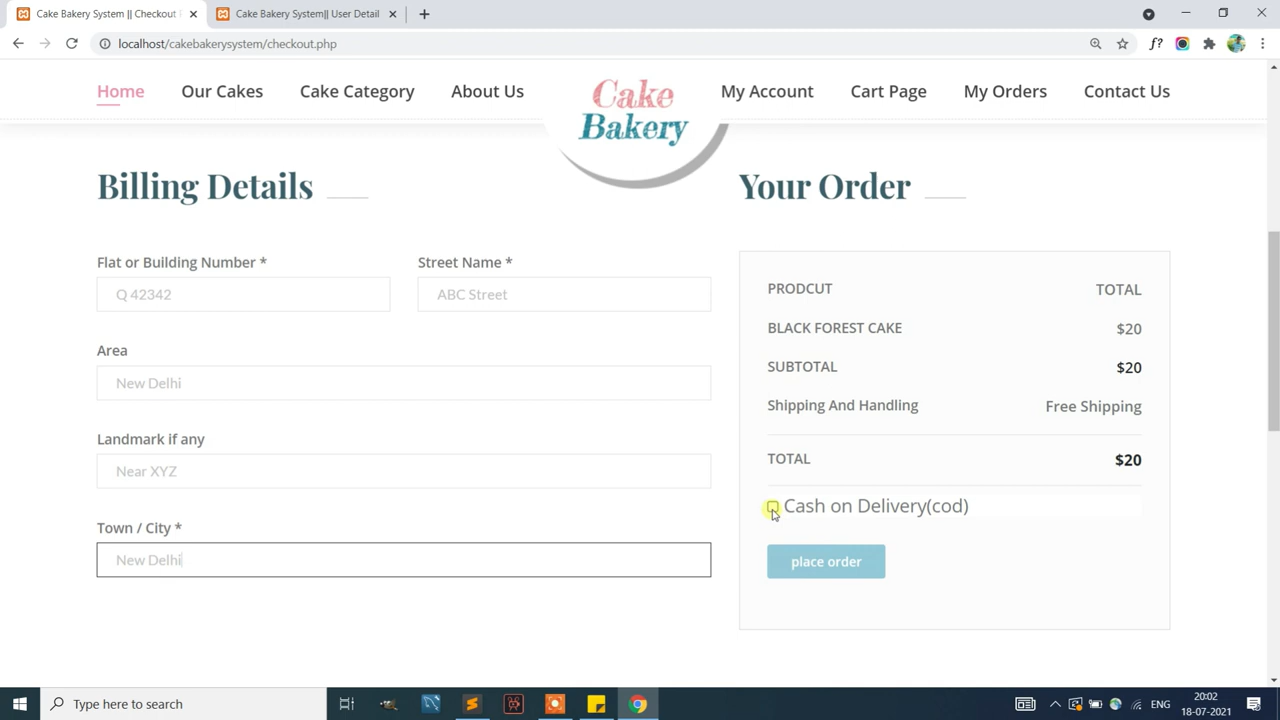 Cake Bakery System || Checkout P
Cake Bakery System|| User Detail
localhost/cakebakerysystem/checkout.php
Home
Our Cakes
Cake Category
About Us
Cake
Bakery
My Account
Cart Page
My Orders
Contact Us
Billing Details
Flat or Building Number *
Q 42342
Street Name *
ABC Street
Area
New Delhi
Landmark if any
Near XYZ
Town / City *
New Delhi
Your Order
PRODCUT TOTAL
BLACK FOREST CAKE $20
SUBTOTAL $20
Shipping And Handling Free Shipping
TOTAL $20
Cash on Delivery(cod)
place order
Type here to search
ENG
20:02
18-07-2021